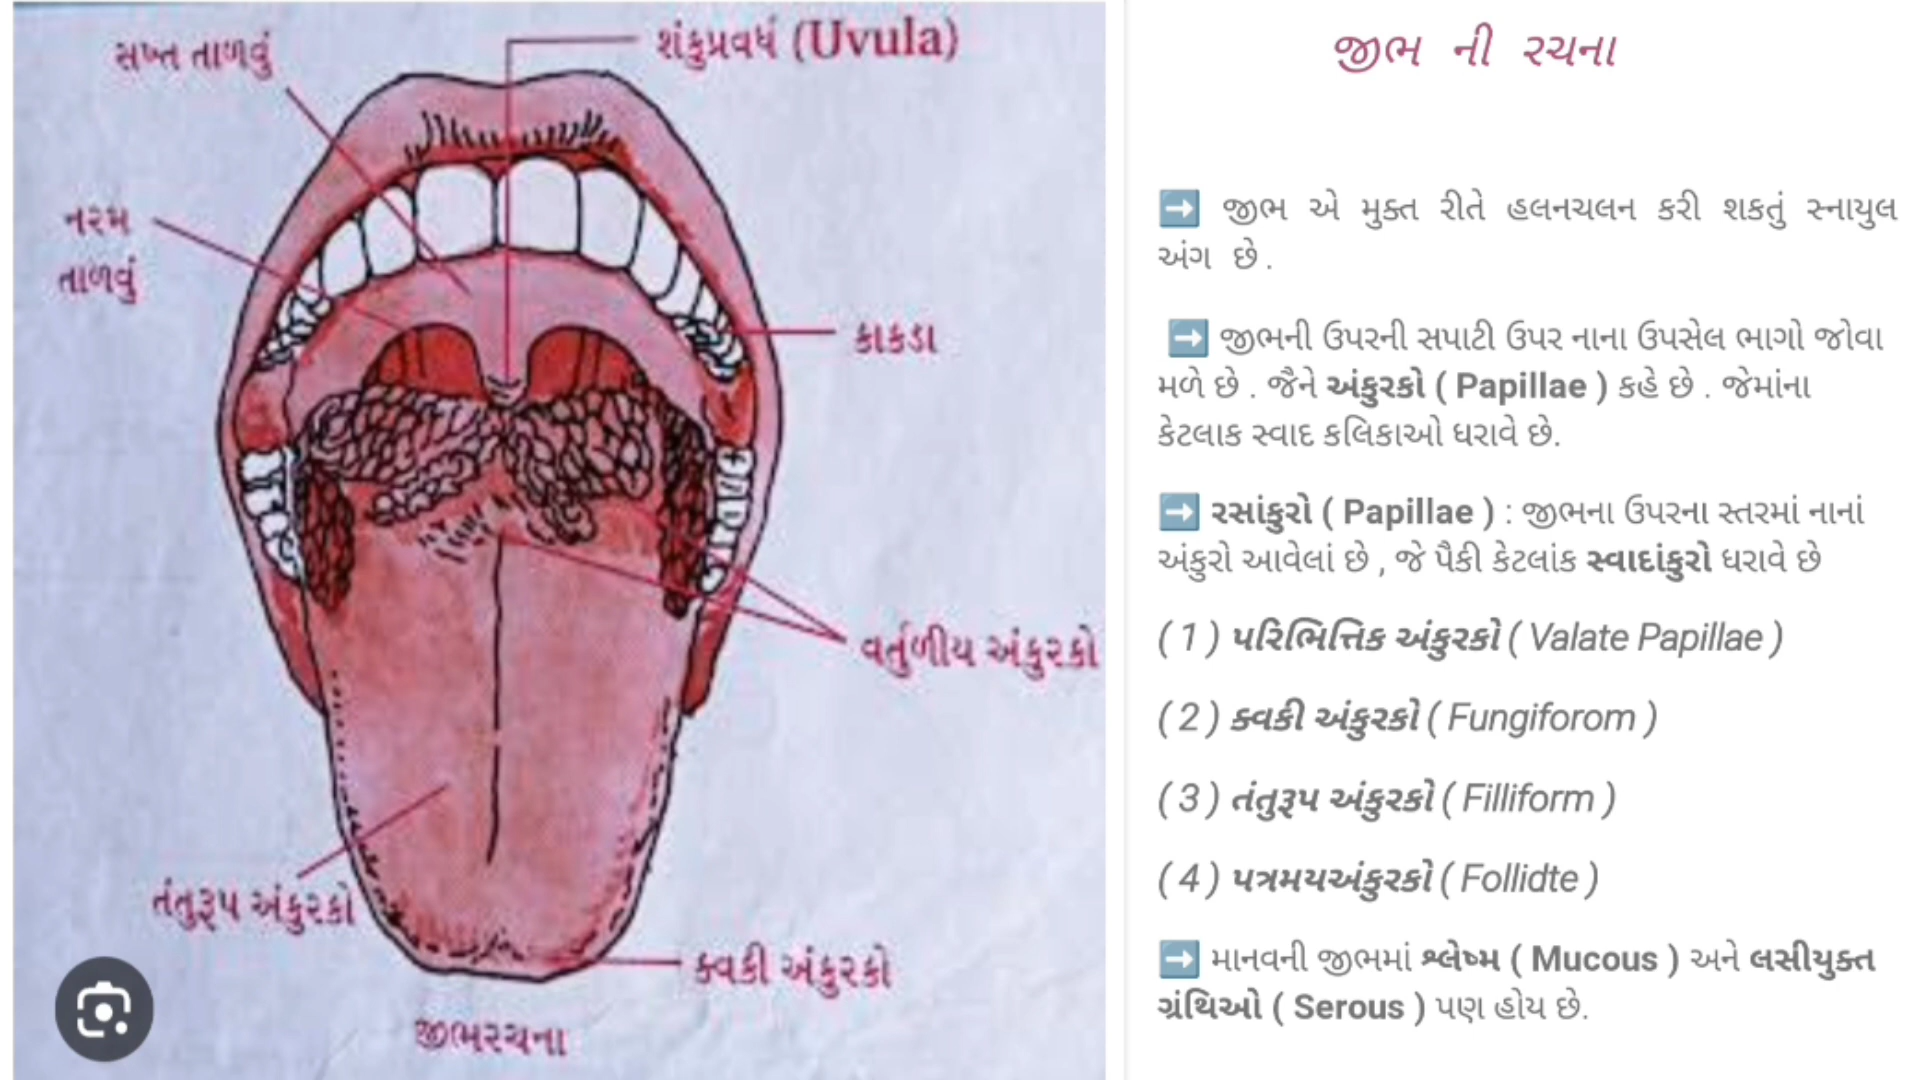 સખ્ત તાળવું
શંકુપ્રવર્ધ (Uvula)
નરમ
તાળવું
કાકડા
વર્તુળીય અંકુરકો
તંતુરૂપ અંકુરકો
ક્વકી અંકુરકો
જીભરચના
જીભ ની રચના
➡️ જીભ એ મુક્ત રીતે હલનચલન કરી શકતું સ્નાયુલ
અંગ છે .
➡️ જીભની ઉપરની સપાટી ઉપર નાના ઉપસેલ ભાગો જોવા
મળે છે . જૈને અંકુરકો ( Papillae ) કહે છે . જેમાંના
કેટલાક સ્વાદ કલિકાઓ ધરાવે છે.
➡️ રસાંકુરો ( Papillae ) : જીભના ઉપરના સ્તરમાં નાનાં
અંકુરો આવેલાં છે , જે પૈકી કેટલાંક સ્વાદાંકુરો ધરાવે છે
( 1 ) પરિભિત્તિક અંકુરકો ( Valate Papillae )
( 2 ) ક્વકી અંકુરકો ( Fungiforom )
( 3 ) તંતુરૂપ અંકુરકો ( Filliform )
( 4 ) પત્રમયઅંકુરકો ( Follidte )
➡️ માનવની જીભમાં શ્લેષ્મ ( Mucous ) અને લસીયુક્ત
ગ્રંથિઓ ( Serous ) પણ હોય છે.